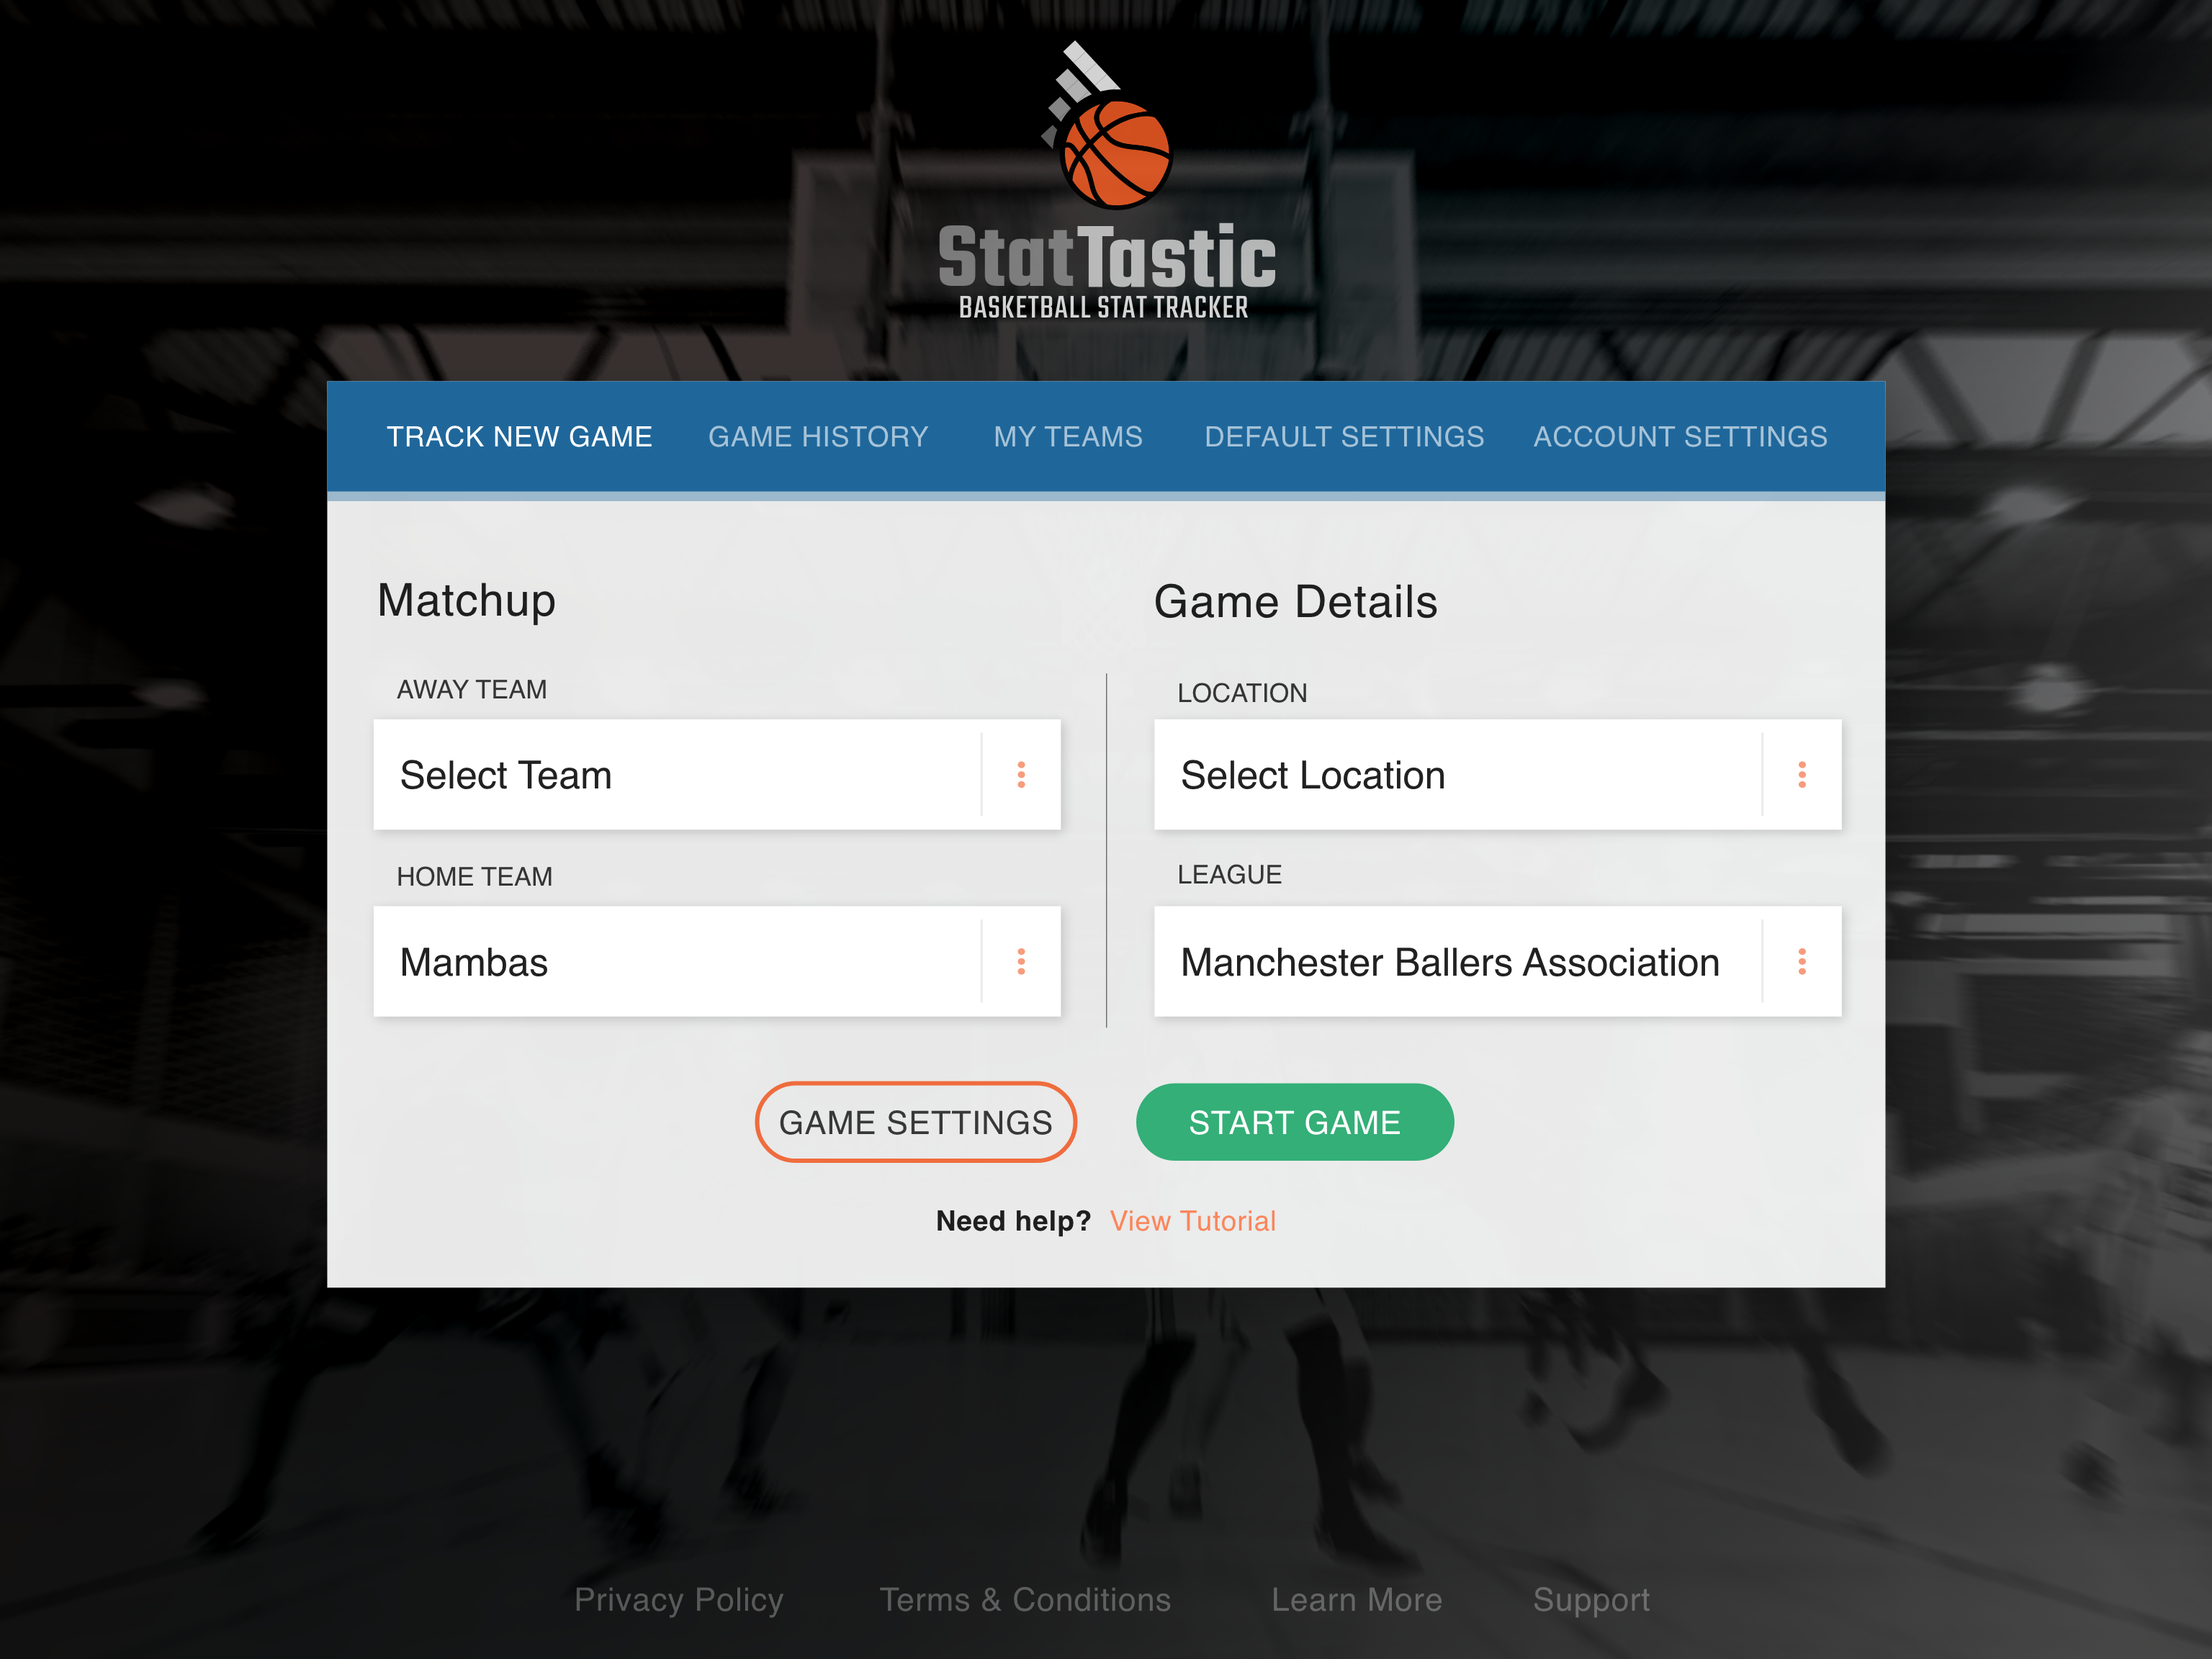 StatTastic
BASKETBALL STAT TRACKER
TRACK NEW GAME GAME HISTORY MY TEAMS DEFAULT SETTINGS ACCOUNT SETTINGS
Matchup
AWAY TEAM
Select Team
HOME TEAM
Mambas
Game Details
LOCATION
Select Location
LEAGUE
Manchester Ballers Association
GAME SETTINGS START GAME
Need help? View Tutorial
Privacy Policy Terms & Conditions Learn More Support